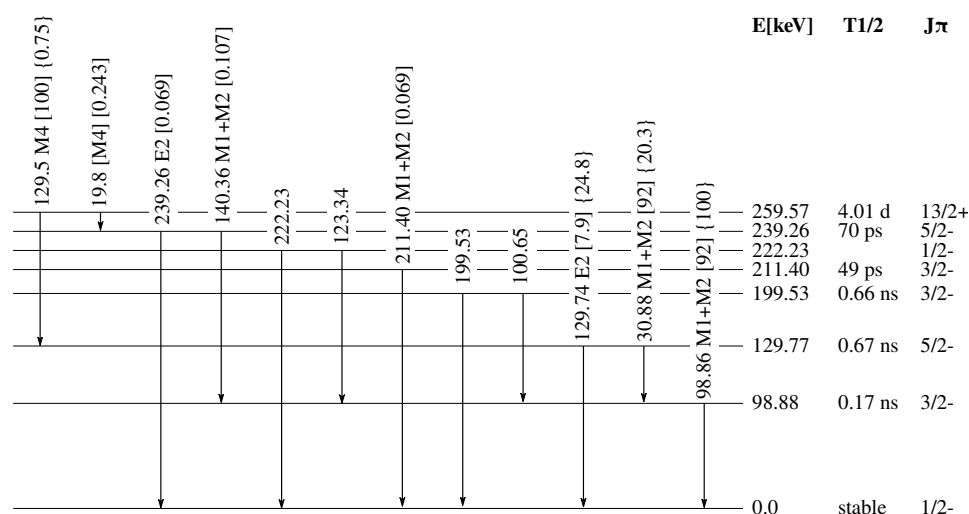 E[keV] T1/2 Jπ
129.5 M4 [100] {0.75}
19.8 [M4] [0.243]
239.26 E2 [0.069]
140.36 M1+M2 [0.107]
222.23
123.34
211.40 M1+M2 [0.069]
199.53
100.65
129.74 E2 [7.9] {24.8}
30.88 M1+M2 [92] {20.3}
98.86 M1+M2 [92] {100}
259.57 4.01 d 13/2+
239.26 70 ps 5/2-
222.23 1/2-
211.40 49 ps 3/2-
199.53 0.66 ns 3/2-
129.77 0.67 ns 5/2-
98.88 0.17 ns 3/2-
0.0 stable 1/2-